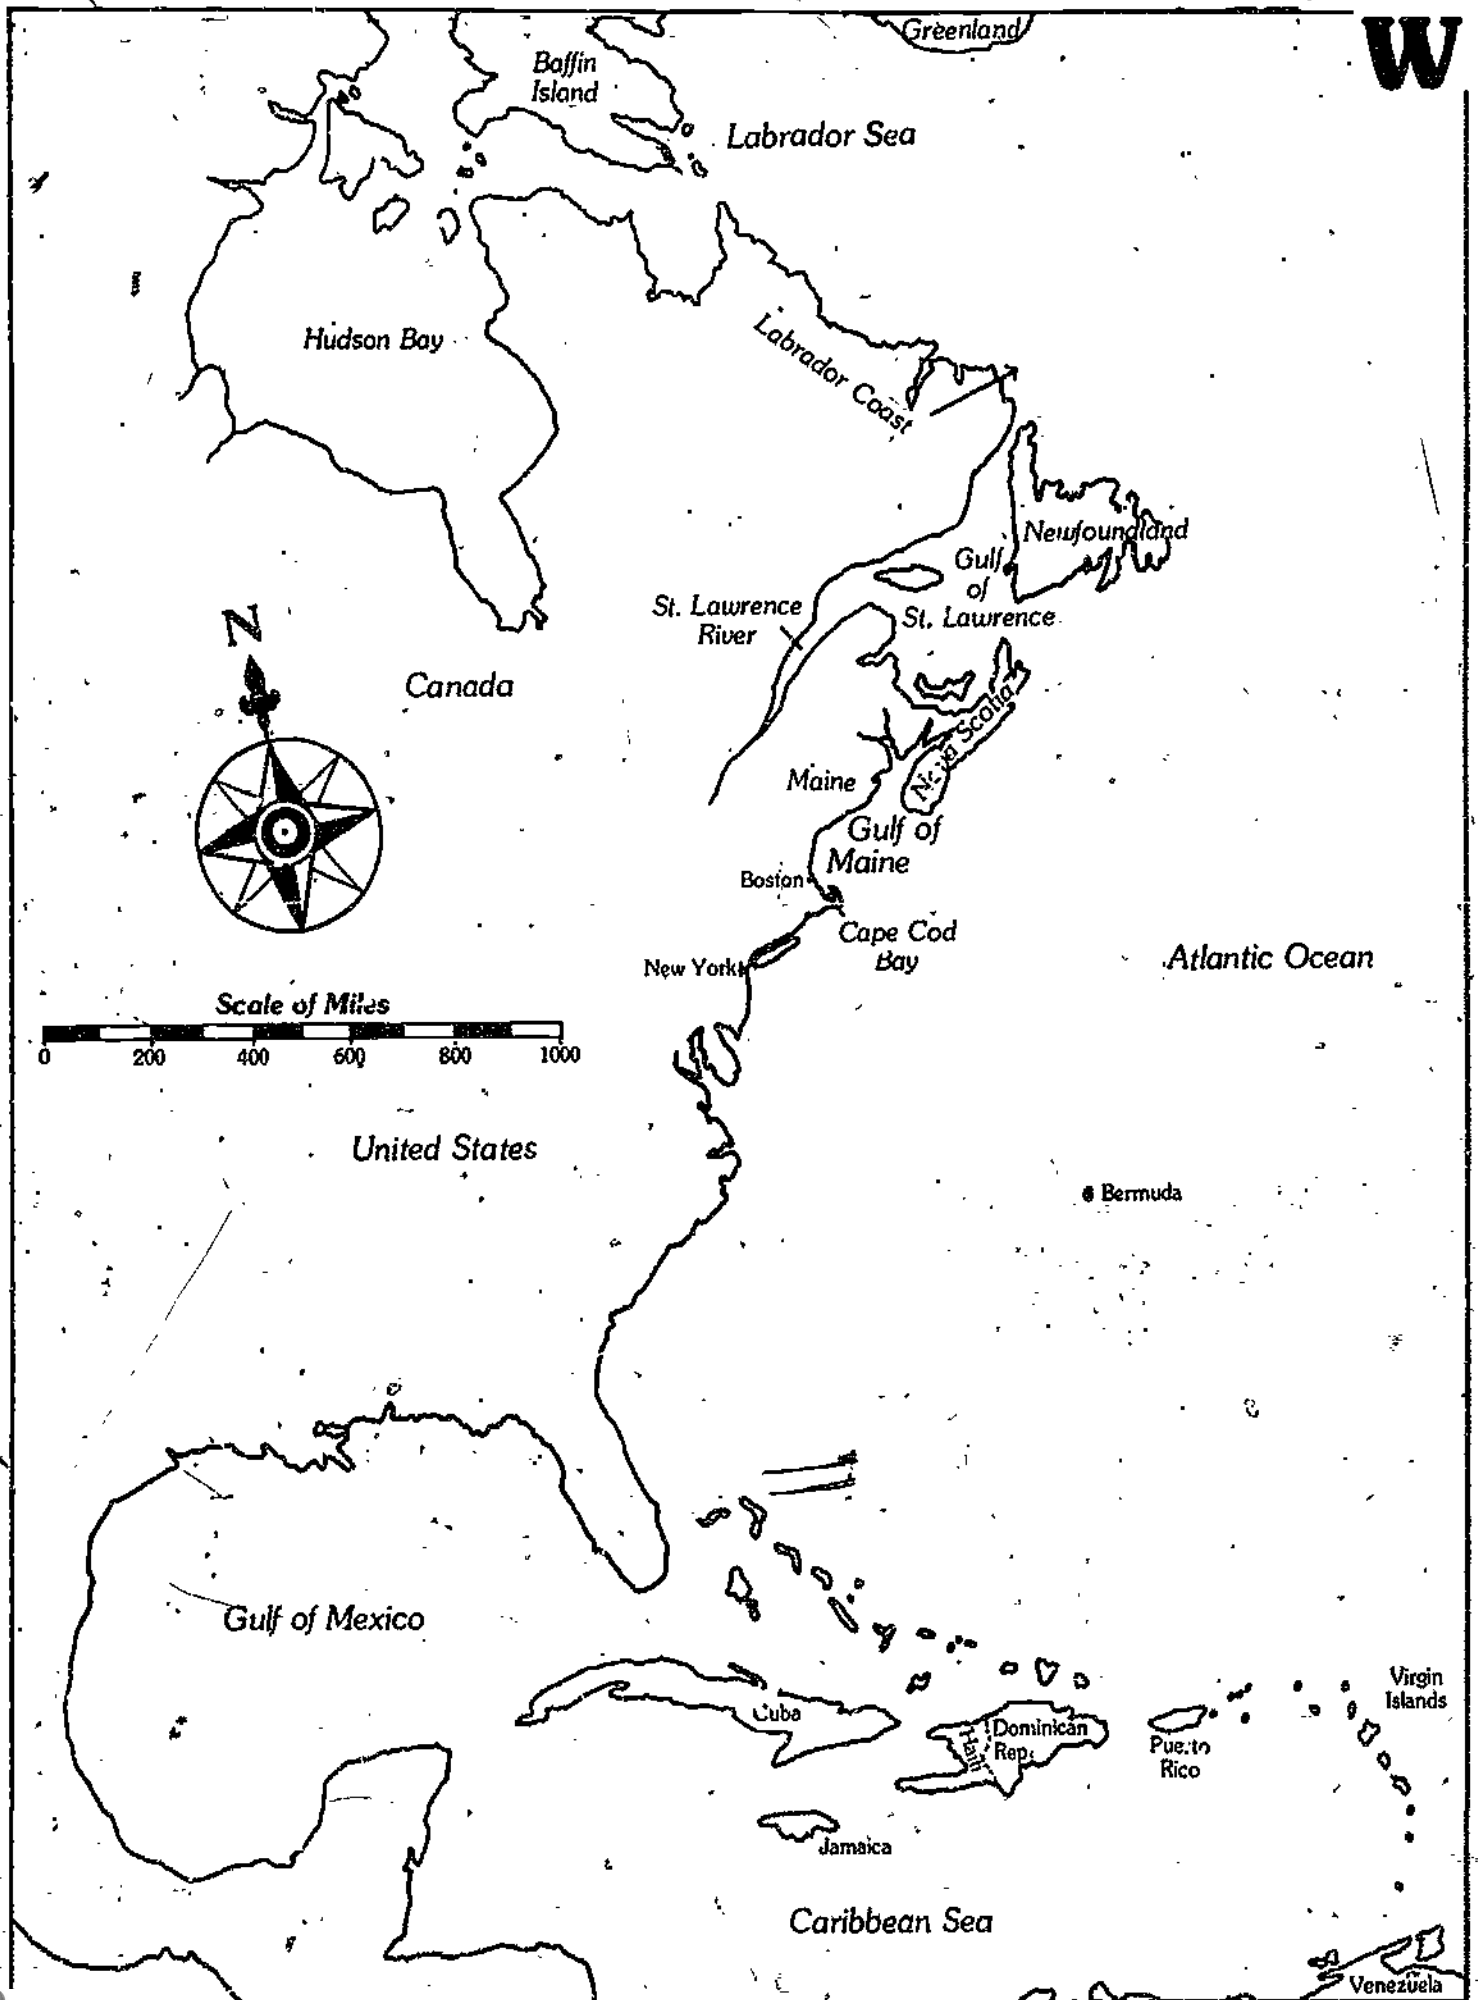 Greenland
W
Baffin
Island
Labrador Sea
Hudson Bay
Labrador Coast
Newfoundland
Gulf
of
St. Lawrence
St. Lawrence
River
N
Canada
Nova Scotia
Maine
Gulf of
Maine
Boston
Cape Cod
Bay
New York
Atlantic Ocean
Scale of Miles
0 200 400 600 800 1000
United States
Bermuda
Gulf of Mexico
Cuba
Haiti
Dominican
Rep.
Puerto
Rico
Virgin
Islands
Jamaica
Caribbean Sea
Venezuela